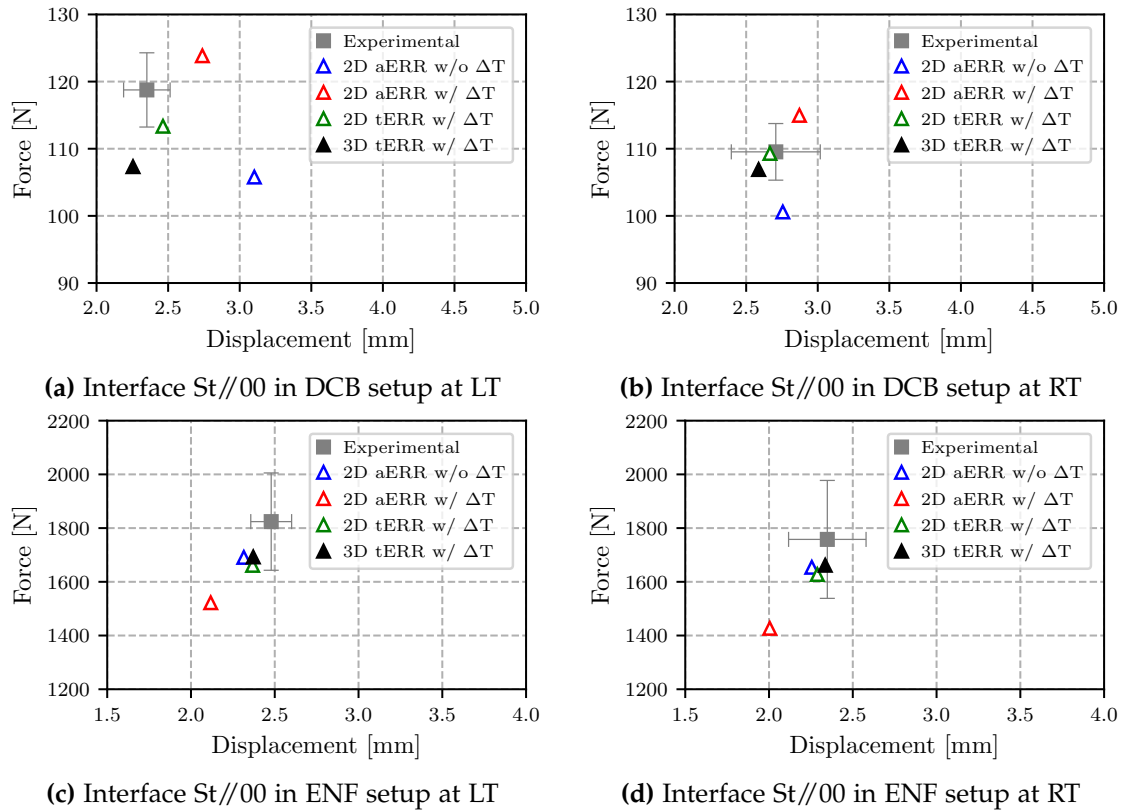 130
120
110
100
90
Force [N]
2.0 2.5 3.0 3.5 4.0 4.5 5.0
Displacement [mm]
Experimental
2D aERR w/o ΔT
2D aERR w/ ΔT
2D tERR w/ ΔT
3D tERR w/ ΔT
(a) Interface St//00 in DCB setup at LT
130
120
110
100
90
Force [N]
2.0 2.5 3.0 3.5 4.0 4.5 5.0
Displacement [mm]
Experimental
2D aERR w/o ΔT
2D aERR w/ ΔT
2D tERR w/ ΔT
3D tERR w/ ΔT
(b) Interface St//00 in DCB setup at RT
2200
2000
1800
1600
1400
1200
Force [N]
1.5 2.0 2.5 3.0 3.5 4.0
Displacement [mm]
Experimental
2D aERR w/o ΔT
2D aERR w/ ΔT
2D tERR w/ ΔT
3D tERR w/ ΔT
(c) Interface St//00 in ENF setup at LT
2200
2000
1800
1600
1400
1200
Force [N]
1.5 2.0 2.5 3.0 3.5 4.0
Displacement [mm]
Experimental
2D aERR w/o ΔT
2D aERR w/ ΔT
2D tERR w/ ΔT
3D tERR w/ ΔT
(d) Interface St//00 in ENF setup at RT